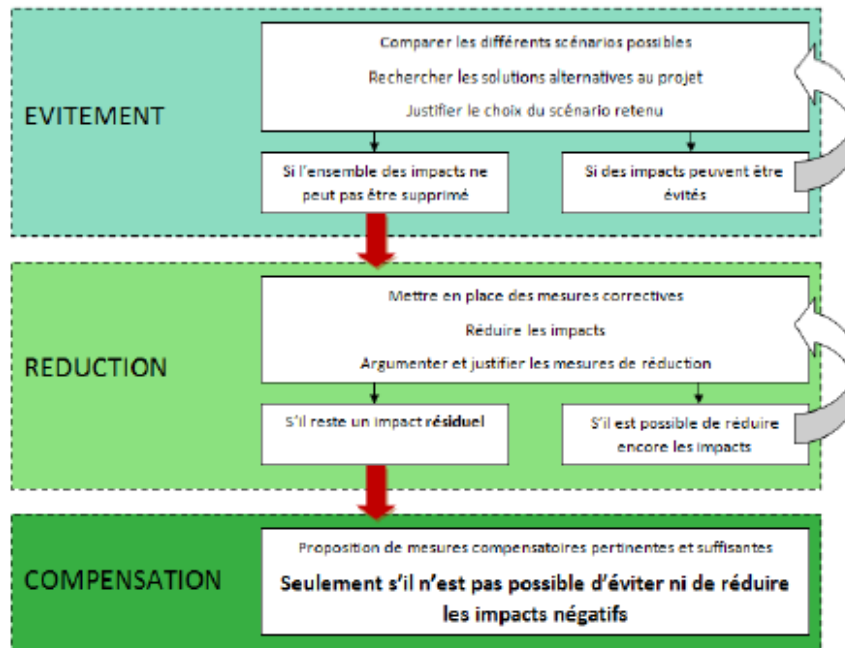 EVITEMENT
Comparer les différents scénarios possibles
Rechercher les solutions alternatives au projet
Justifier le choix du scénario retenu
Si l'ensemble des impacts ne
peut pas être supprimé
Si des impacts peuvent être
évités
REDUCTION
Mettre en place des mesures correctives
Réduire les impacts
Argumenter et justifier les mesures de réduction
S'il reste un impact résiduel
S'il est possible de réduire
encore les impacts
COMPENSATION
Proposition de mesures compensatoires pertinentes et suffisantes
Seulement s'il n'est pas possible d'éviter ni de réduire
les impacts négatifs